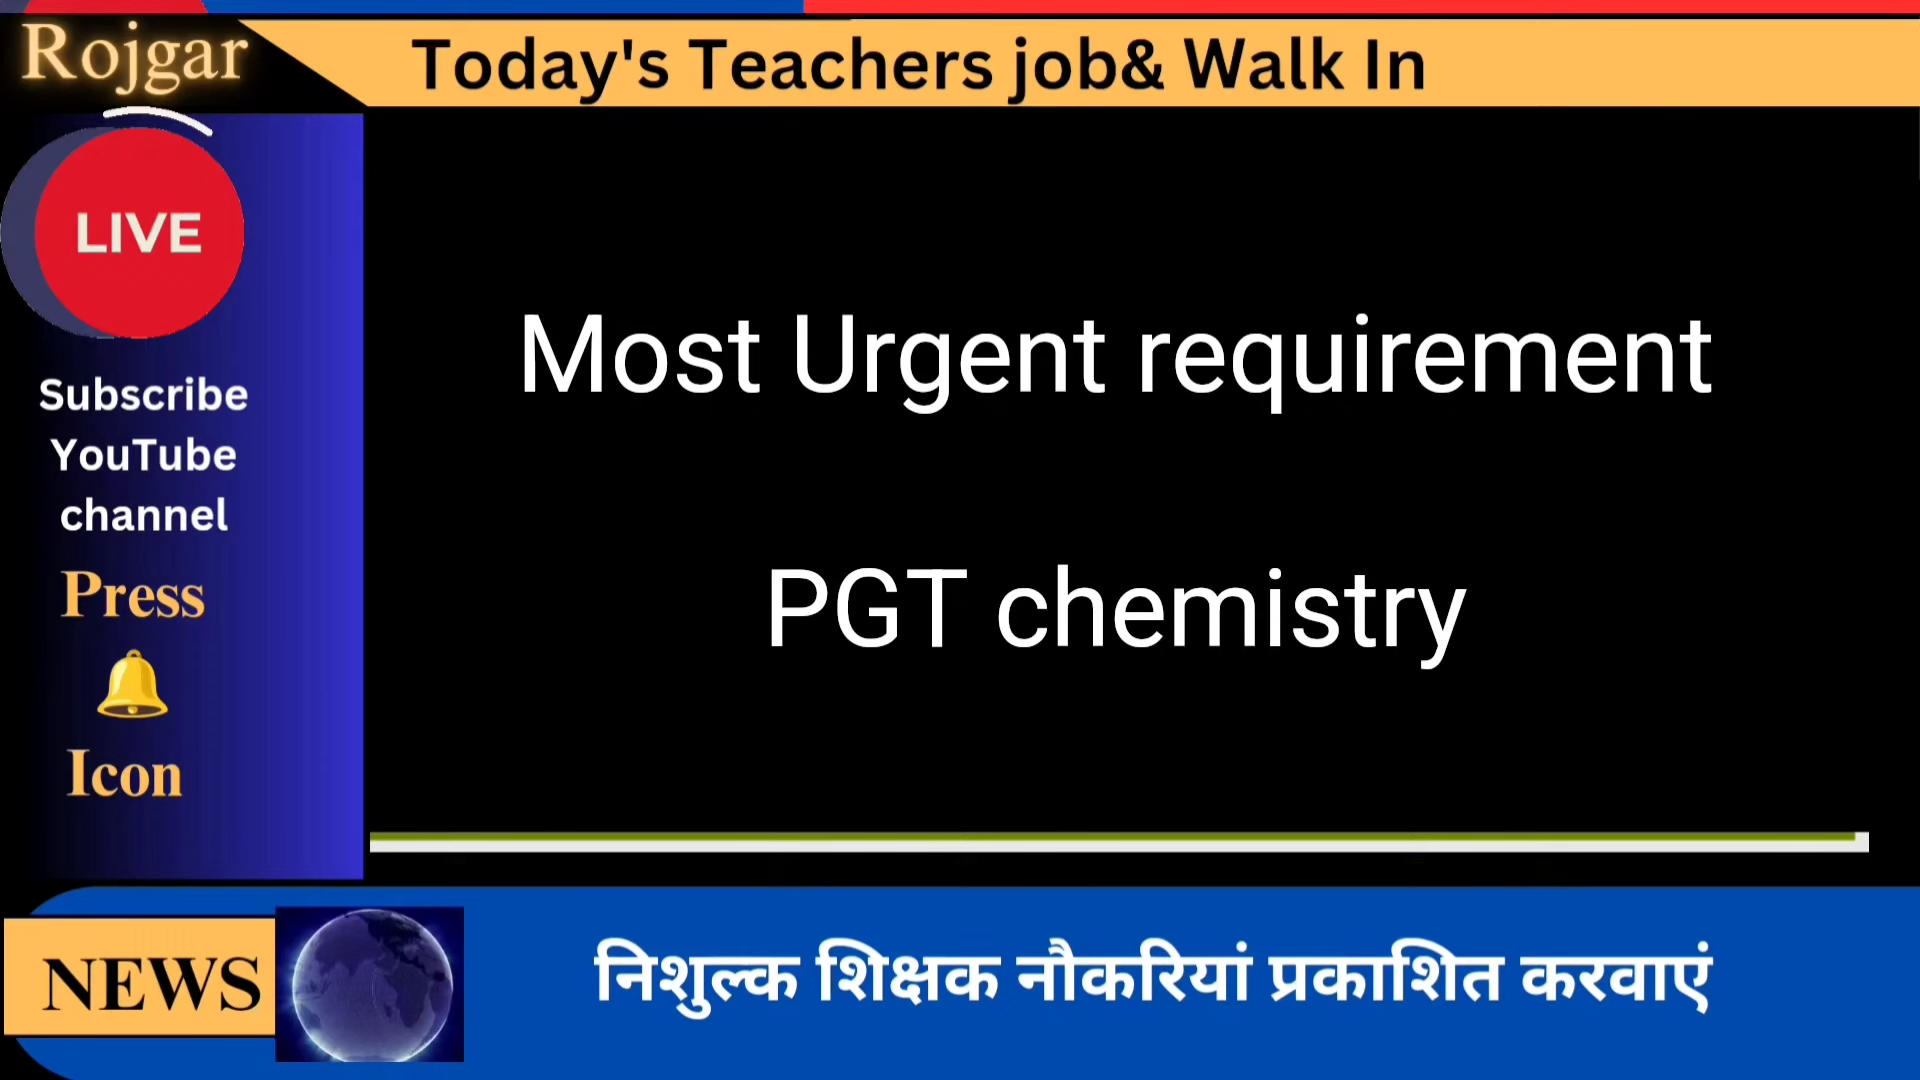 Rojgar
Today's Teachers job& Walk In
LIVE
Subscribe
YouTube
channel
Press
Icon
Most Urgent requirement
PGT chemistry
NEWS
निशुल्क शिक्षक नौकरियां प्रकाशित करवाएं